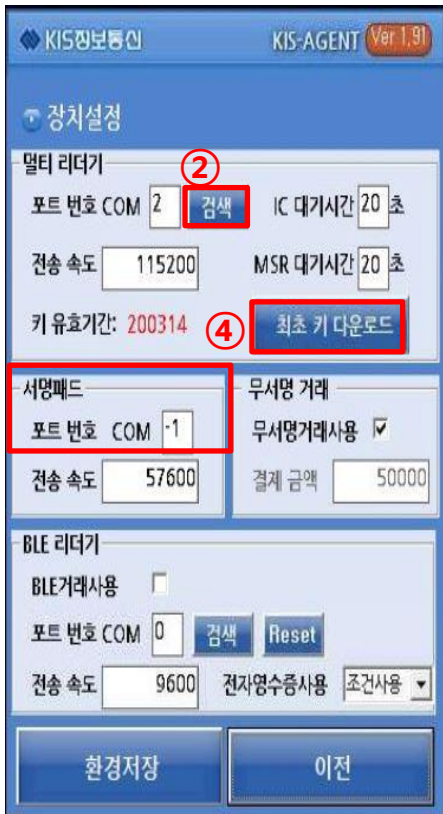 KIS정보통신 KIS-AGENT Ver 1,91
장치설정
멀티 리더기
②
포트 번호 COM 2 검색 IC 대기시간 20 초
전송 속도 115200 MSR 대기시간 20 초
키 유효기간: 200314 ④ 최초 키 다운로드
서명패드 무서명 거래
포트 번호 COM -1 무서명거래사용
전송 속도 57600 결제 금액 50000
BLE 리더기
BLE거래사용
포트 번호 COM 0 검색 Reset
전송 속도 9600 전자영수증사용 조건사용
환경저장 이전